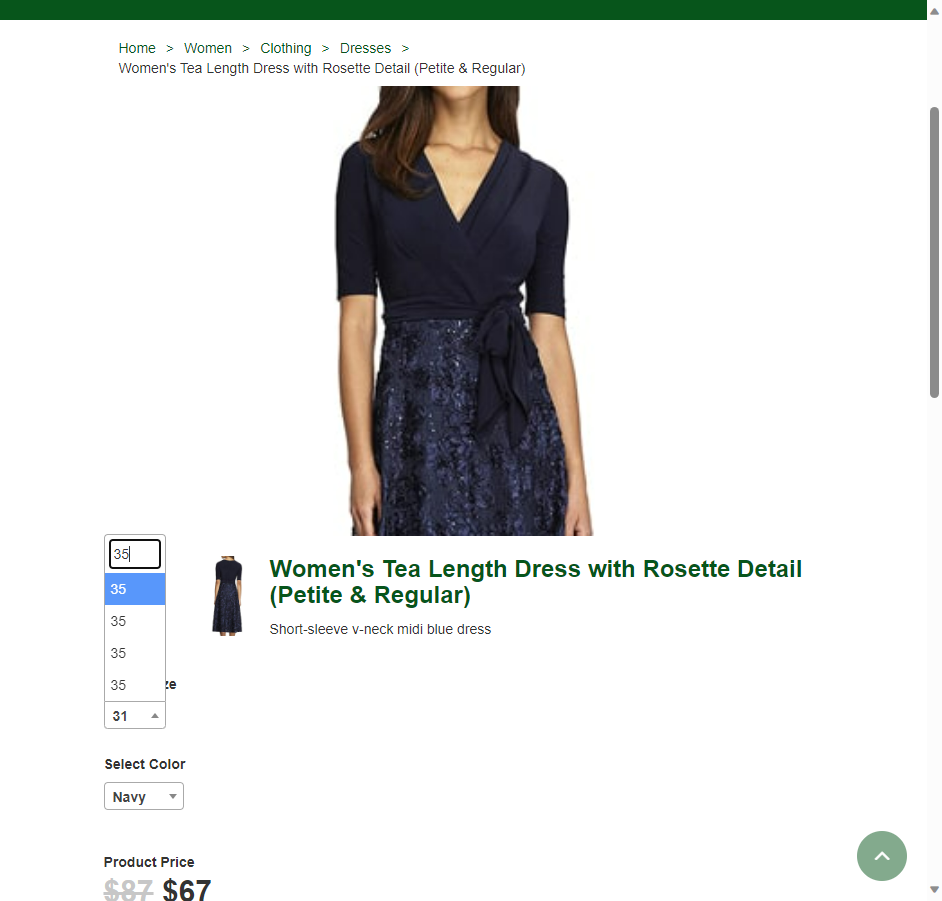 Home > Women > Clothing > Dresses >
Women's Tea Length Dress with Rosette Detail (Petite & Regular)
35
35
35
35
35
31
Women's Tea Length Dress with Rosette Detail
(Petite & Regular)
Short-sleeve v-neck midi blue dress
Select Color
Navy
Product Price
$87 $67